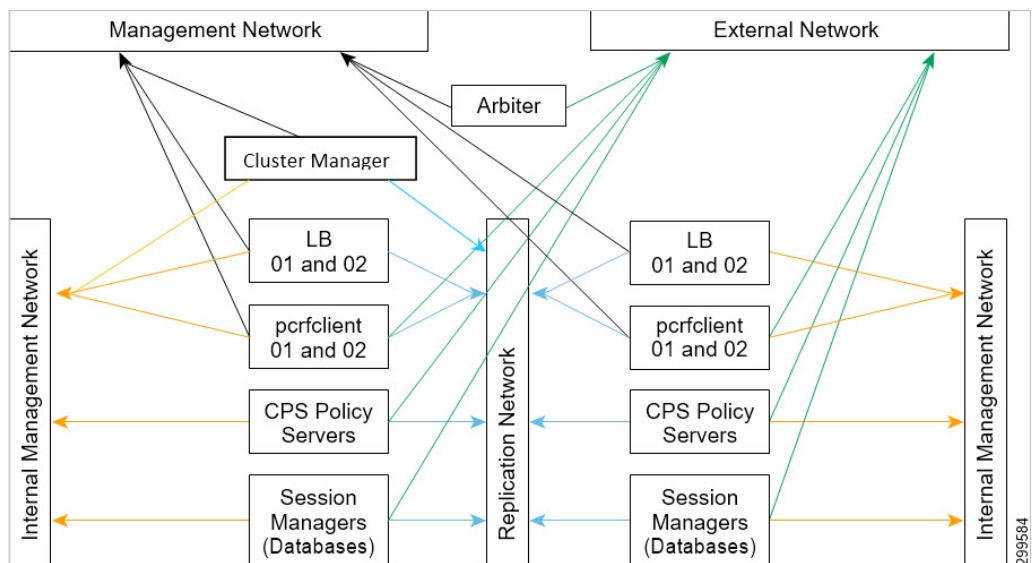 Management Network
External Network
Arbiter
Cluster Manager
Internal Management Network
LB
01 and 02
pcrfclient
01 and 02
CPS Policy
Servers
Session
Managers
(Databases)
Replication Network
LB
01 and 02
pcrfclient
01 and 02
CPS Policy
Servers
Session
Managers
(Databases)
Internal Management Network
299584